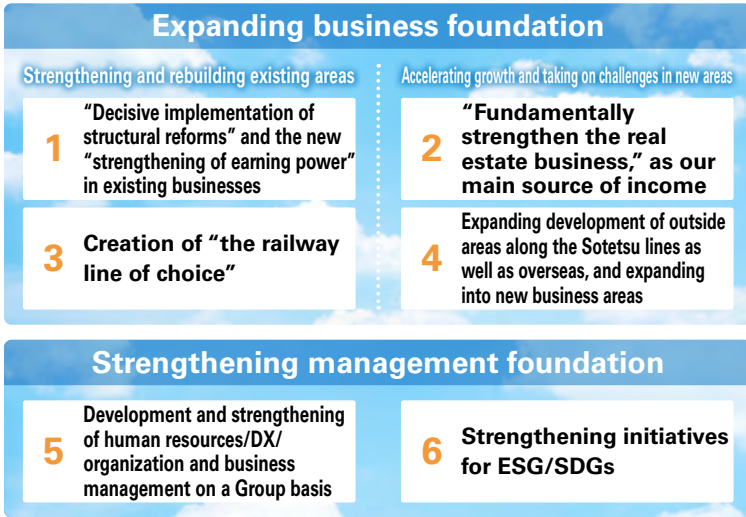 Expanding business foundation
Strengthening and rebuilding existing areas
Accelerating growth and taking on challenges in new areas
1
“Decisive implementation of
structural reforms” and the new
“strengthening of earning power”
in existing businesses
2
“Fundamentally
strengthen the real
estate business,” as our
main source of income
3
Creation of “the railway
line of choice”
4
Expanding development of outside
areas along the Sotetsu lines as
well as overseas, and expanding
into new business areas
Strengthening management foundation
5
Development and strengthening
of human resources/DX/
organization and business
management on a Group basis
6
Strengthening initiatives
for ESG/SDGs